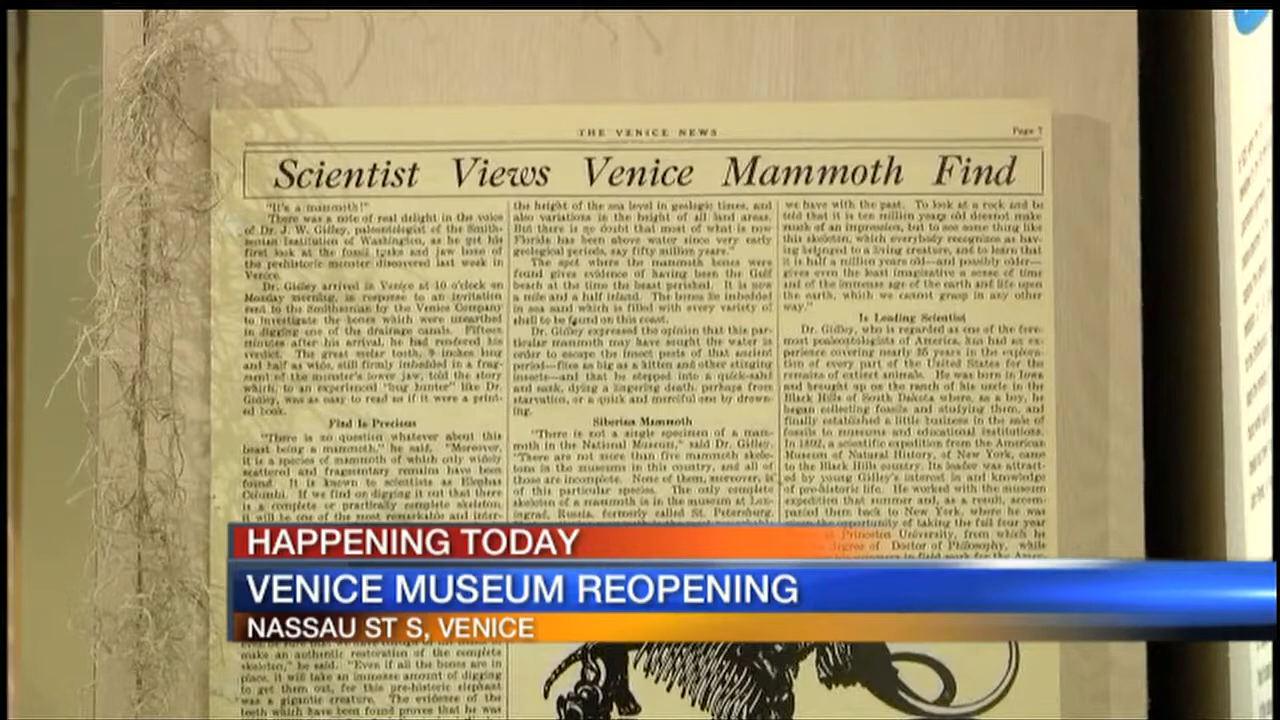 THE VENICE NEWS
Page 7
Scientist Views Venice Mammoth Find
"It's a mammoth!"
There was a note of real delight in the voice
of Dr. J. W. Gidley, paleontologist of the Smith-
sonian Institution of Washington, as he got his
first look at the fossil tusks and jaw bone of
the prehistoric monster discovered last week in
Venice.
Dr. Gidley arrived in Venice at 10 o'clock on
Monday morning, in response to an invitation
sent to the Smithsonian by the Venice Company
to investigate the bones which were unearthed
in digging one of the drainage canals. Fifteen
minutes after his arrival, he had rendered his
verdict. The great molar tooth, 9 inches long
and half as wide, still firmly imbedded in a frag-
ment of the monster's lower jaw, told the story
which, to an experienced "bug hunter" like Dr.
Gidley, was as easy to read as if it were a print-
ed book.
Find Is Precious
"There is no question whatever about this
beast being a mammoth," he said. "Moreover,
it is a species of mammoth of which only widely
scattered and fragmentary remains have been
found. It is known to scientists as Elephas
Columbi. If we find on digging it out that there
is a complete or practically complete skeleton,
it will be one of the most remarkable and inter-
make an authentic restoration of the complete
skeleton," he said. "Even if all the bones are in
place, it will take an immense amount of digging
to get them out, for this pre-historic elephant
was a gigantic creature. The evidence of the
teeth which have been found proves that he was
the height of the sea level in geologic times, and
also variations in the height of all land areas.
But there is no doubt that most of what is now
Florida has been above water since very early
geological periods, say fifty million years."
The spot where the mammoth bones were
found gives evidence of having been the Gulf
beach at the time the beast perished. It is now
a mile and a half inland. The bones lie imbedded
in sea sand which is filled with every variety of
shell to be found on this coast.
Dr. Gidley expressed the opinion that this par-
ticular mammoth may have sought the water in
order to escape the insect pests of that ancient
period—flies as big as a kitten and other stinging
insects—and that he stepped into a quick-sand
and sank, dying a lingering death, perhaps from
starvation, or a quick and merciful one by drown-
ing.
Siberian Mammoth
"There is not a single specimen of a mam-
moth in the National Museum," said Dr. Gidley.
"There are not more than five mammoth skele-
tons in the museums in this country, and all of
those are incomplete. None of them, moreover, is
of this particular species. The only complete
skeleton of a mammoth is in the museum at Len-
ingrad, Russia, formerly called St. Petersburg.
we have with the past. To look at a rock and be
told that it is ten million years old does not make
much of an impression, but to see some thing like
this skeleton, which everybody recognizes as hav-
ing belonged to a living creature, and to learn that
it is half a million years old—and possibly older—
gives even the least imaginative a sense of time
and of the immense age of the earth and life upon
the earth, which we cannot grasp in any other
way."
Is Leading Scientist
Dr. Gidley, who is regarded as one of the fore-
most paleontologists of America, has had an ex-
perience covering nearly 35 years in the explora-
tion of every part of the United States for the
remains of extinct animals. He was born in Iowa
and brought up on the ranch of his uncle in the
Black Hills of South Dakota where, as a boy, he
began collecting fossils and studying them, and
finally established a little business in the sale of
fossils to museums and educational institutions.
In 1892, a scientific expedition from the American
Museum of Natural History, of New York, came
to the Black Hills country. Its leader was attract-
ed by young Gidley's interest in and knowledge
of pre-historic life. He worked with the museum
expedition that summer and, as a result, accom-
panied them back to New York, where he was
given the opportunity of taking the full four year
Princeton University, from which he
degree of Doctor of Philosophy, while
HAPPENING TODAY
VENICE MUSEUM REOPENING
NASSAU ST S, VENICE